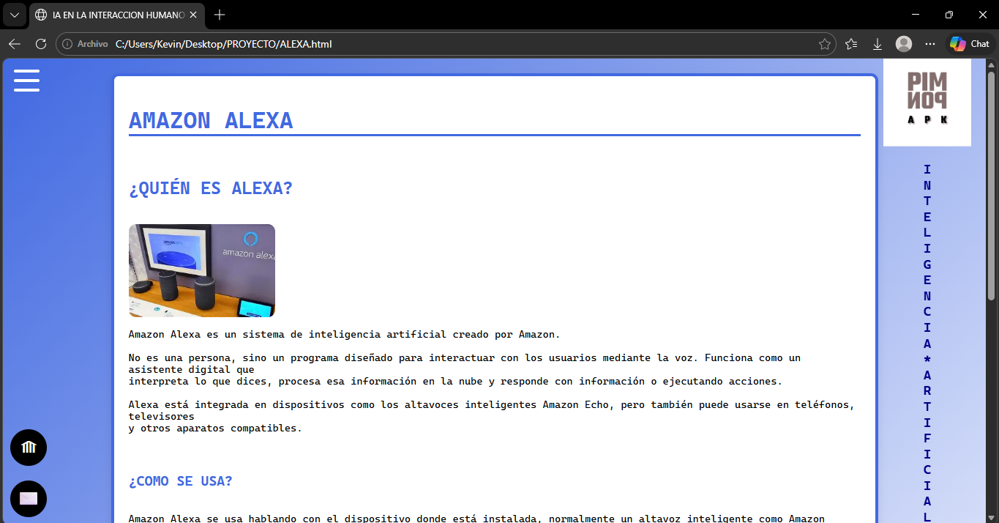 IA EN LA INTERACCION HUMANO
Archivo
C:/Users/Kevin/Desktop/PROYECTO/ALEXA.html
Chat
PIM
PON
A P K
AMAZON ALEXA
¿QUIÉN ES ALEXA?
amazon alexa
Amazon Alexa es un sistema de inteligencia artificial creado por Amazon.
No es una persona, sino un programa diseñado para interactuar con los usuarios mediante la voz. Funciona como un
asistente digital que
interpreta lo que dices, procesa esa información en la nube y responde con información o ejecutando acciones.
Alexa está integrada en dispositivos como los altavoces inteligentes Amazon Echo, pero también puede usarse en teléfonos,
televisores
y otros aparatos compatibles.
¿COMO SE USA?
Amazon Alexa se usa hablando con el dispositivo donde está instalada, normalmente un altavoz inteligente como Amazon
INTELIGENCIA*ARTIFICIAL